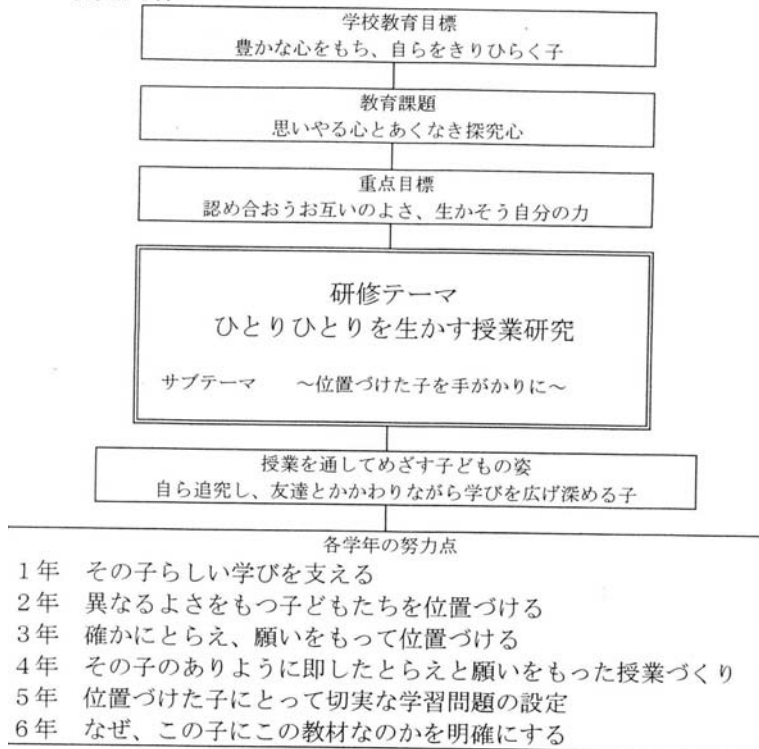 学校教育目標
豊かな心をもち、自らをきりひらく子
教育課題
思いやる心とあくなき探究心
重点目標
認め合おうお互いのよさ、生かそう自分の力
研修テーマ
ひとりひとりを生かす授業研究
サブテーマ　～位置づけた子を手がかりに～
授業を通してめざす子どもの姿
自ら追究し、友達とかかわりながら学びを広げ深める子
各学年の努力点
1年　その子らしい学びを支える
2年　異なるよさをもつ子どもたちを位置づける
3年　確かにとらえ、願いをもって位置づける
4年　その子のありように即したとらえと願いをもった授業づくり
5年　位置づけた子にとって切実な学習問題の設定
6年　なぜ、この子にこの教材なのかを明確にする